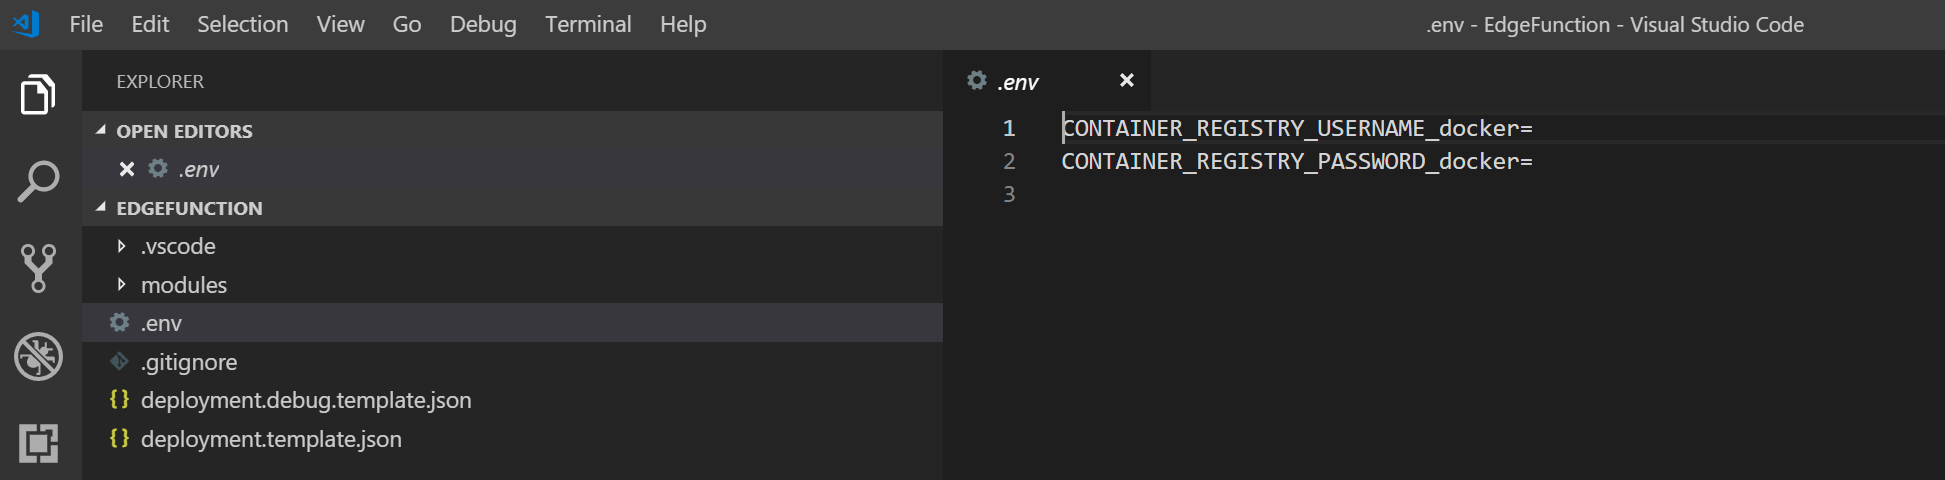 File Edit Selection View Go Debug Terminal Help .env - EdgeFunction - Visual Studio Code
EXPLORER
OPEN EDITORS
.env
EDGEFUNCTION
.vscode
modules
.env
.gitignore
{} deployment.debug.template.json
{} deployment.template.json
.env
1 CONTAINER_REGISTRY_USERNAME_docker=
2 CONTAINER_REGISTRY_PASSWORD_docker=
3